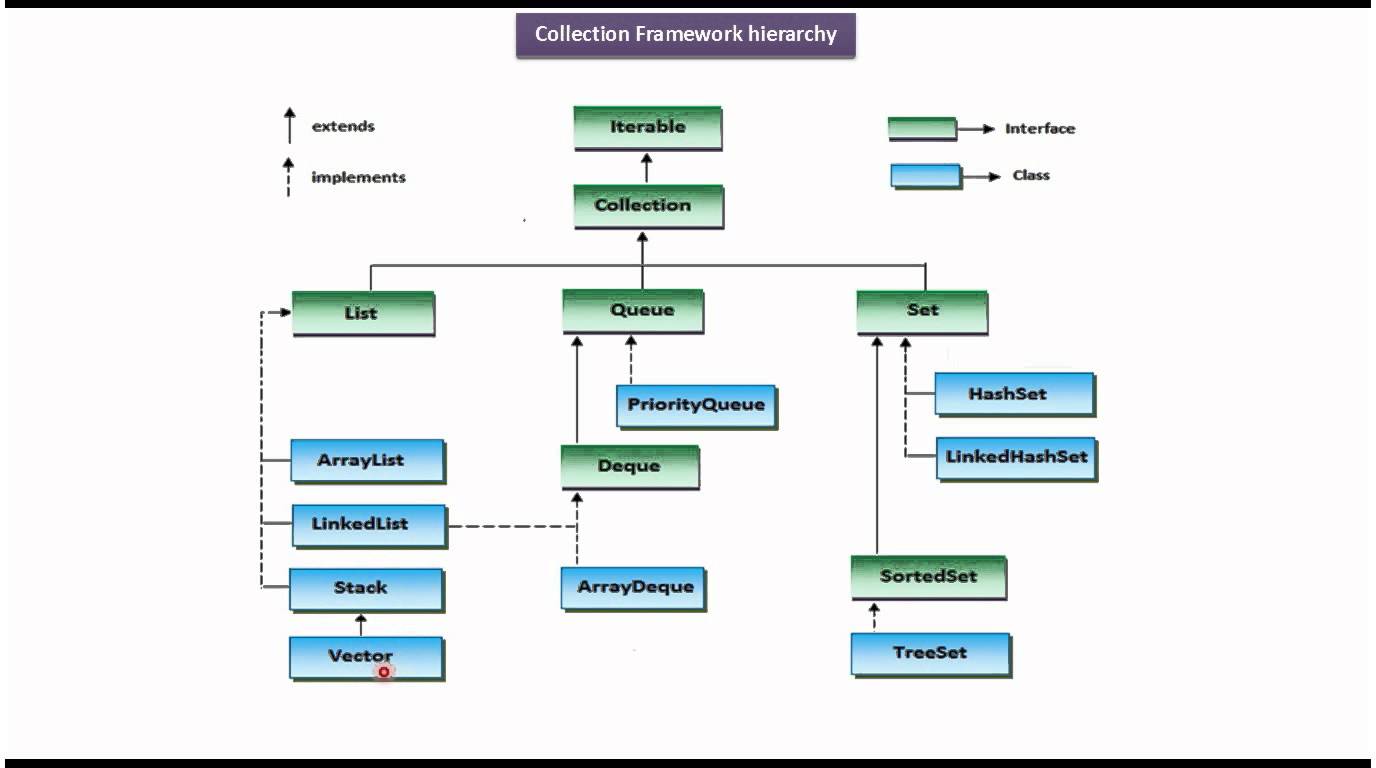 Collection Framework hierarchy
extends
implements
Iterable
Interface
Class
Collection
List
Queue
Set
PriorityQueue
HashSet
ArrayList
Deque
LinkedHashSet
LinkedList
Stack
ArrayDeque
SortedSet
Vector
TreeSet